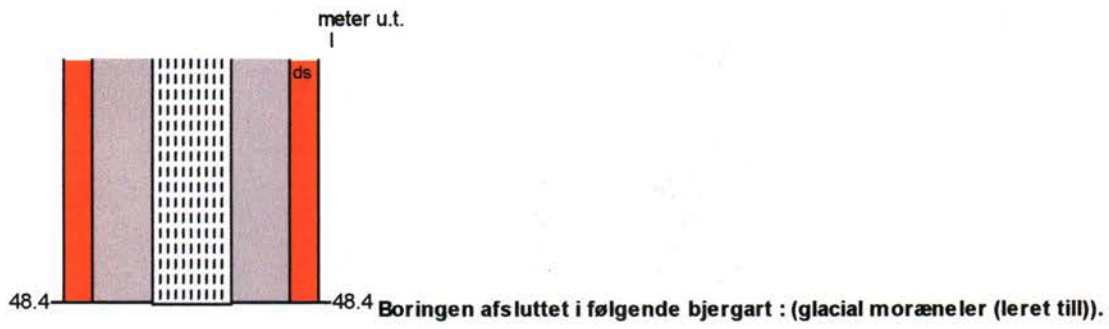 meter u.t.
ds
48.4 48.4 Boringen afsluttet i følgende bjergart : (glacial moræneler (leret till)).